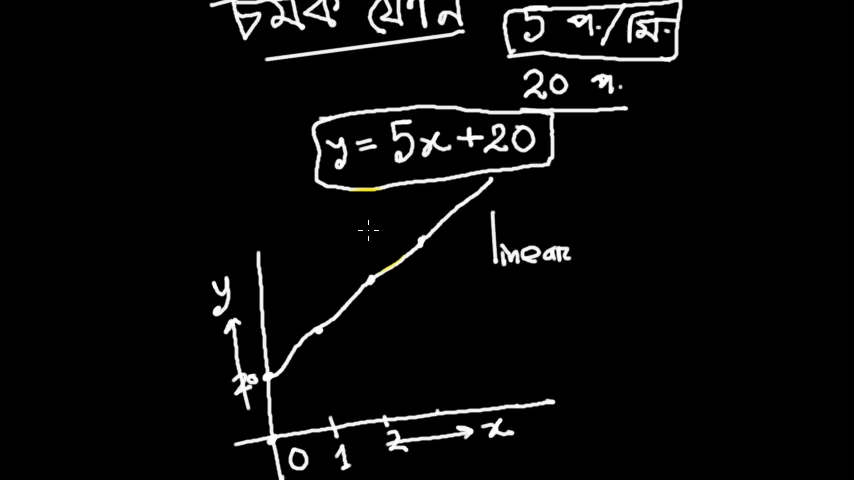 চমক ফোন
5 প./মি.
20 প.
y = 5x + 20
linear
y
20
0 1 2 x